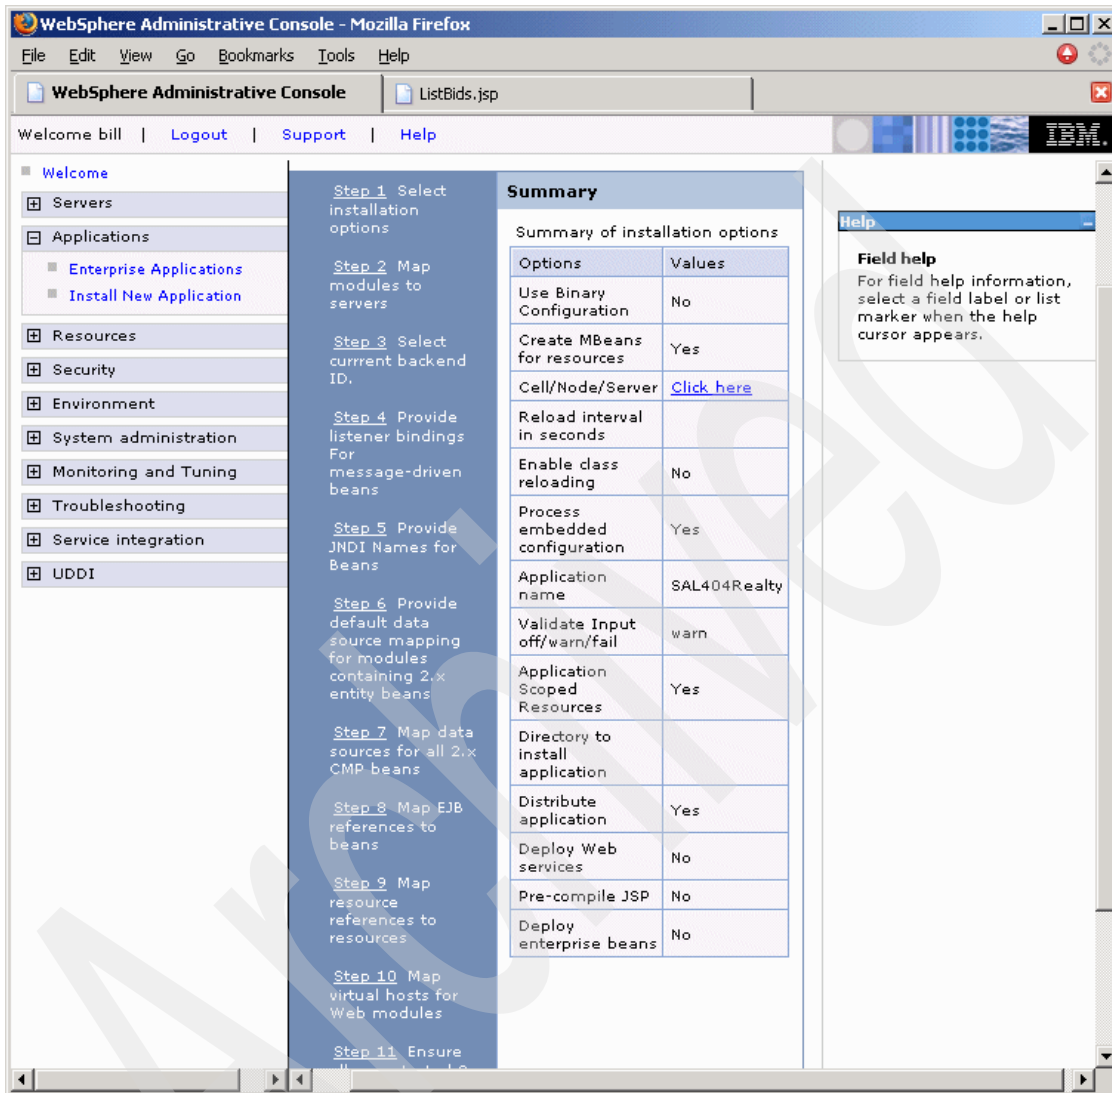 WebSphere Administrative Console - Mozilla Firefox
File Edit View Go Bookmarks Tools Help
WebSphere Administrative Console ListBids.jsp
Welcome bill | Logout | Support | Help
IBM.
Welcome
Servers
Applications
Enterprise Applications
Install New Application
Resources
Security
Environment
System administration
Monitoring and Tuning
Troubleshooting
Service integration
UDDI
Step 1 Select
installation
options
Step 2 Map
modules to
servers
Step 3 Select
currrent backend
ID.
Step 4 Provide
listener bindings
For
message-driven
beans
Step 5 Provide
JNDI Names for
Beans
Step 6 Provide
default data
source mapping
for modules
containing 2.x
entity beans
Step 7 Map data
sources for all 2.x
CMP beans
Step 8 Map EJB
references to
beans
Step 9 Map
resource
references to
resources
Step 10 Map
virtual hosts for
Web modules
Step 11 Ensure
Summary
Summary of installation options
Options Values
Use Binary
Configuration No
Create MBeans
for resources Yes
Cell/Node/Server Click here
Reload interval
in seconds
Enable class
reloading No
Process
embedded Yes
configuration
Application
name SAL404Realty
Validate Input
off/warn/fail warn
Application
Scoped Yes
Resources
Directory to
install
application
Distribute
application Yes
Deploy Web
services No
Pre-compile JSP No
Deploy
enterprise beans No
Help
Field help
For field help information,
select a field label or list
marker when the help
cursor appears.
Archived